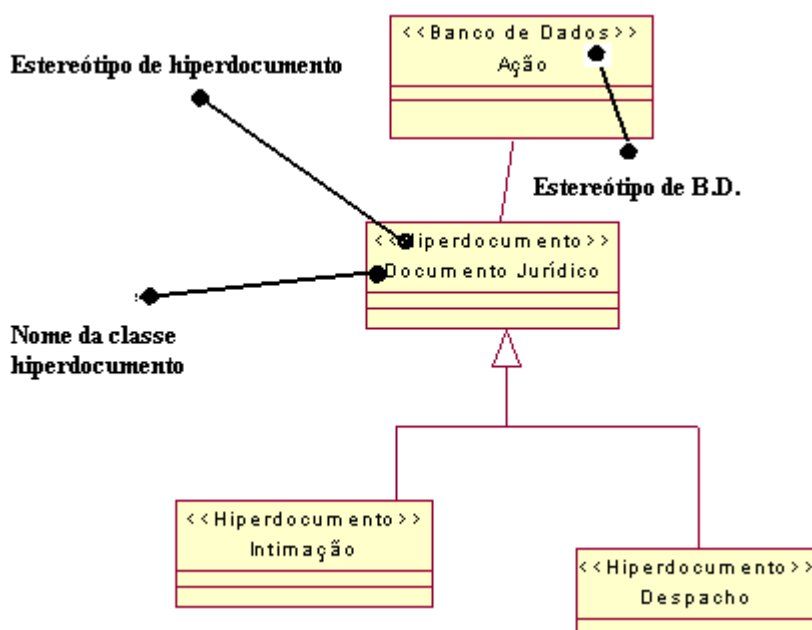 <<Banco de Dados>>
Ação
Estereótipo de hiperdocumento
Estereótipo de B.D.
<<Hiperdocumento>>
Documento Jurídico
Nome da classe
hiperdocumento
<<Hiperdocumento>>
Intimação
<<Hiperdocumento>>
Despacho